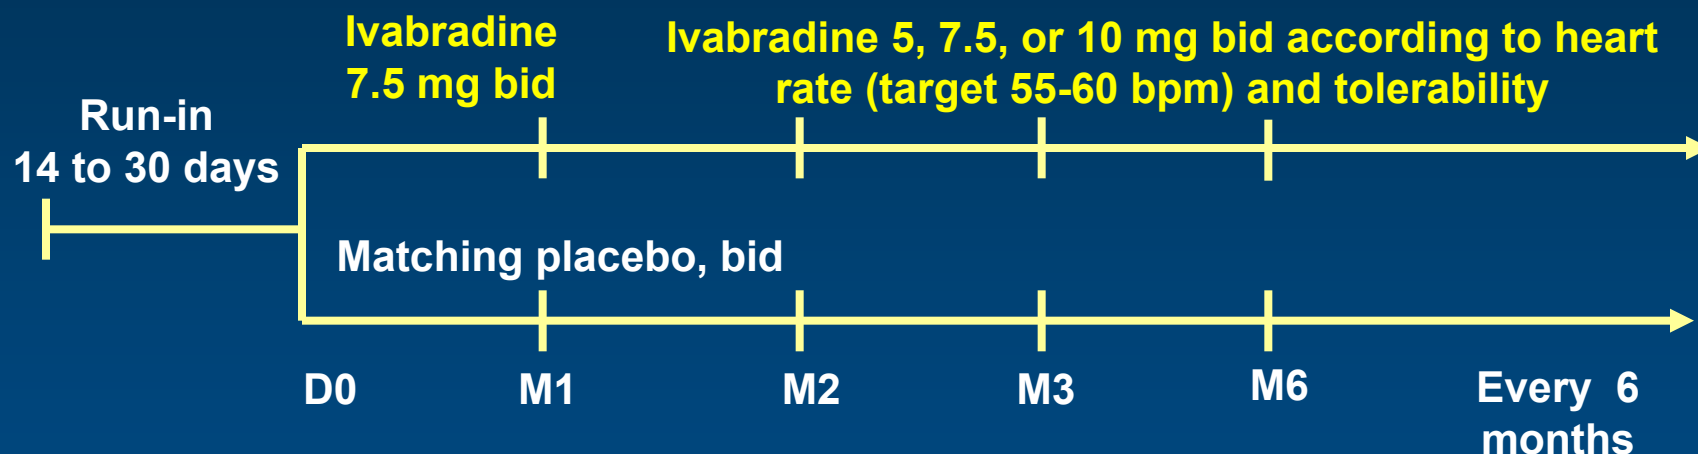 Ivabradine
7.5 mg bid
Ivabradine 5, 7.5, or 10 mg bid according to heart
rate (target 55-60 bpm) and tolerability
Run-in
14 to 30 days
Matching placebo, bid
D0
M1
M2
M3
M6
Every 6
months